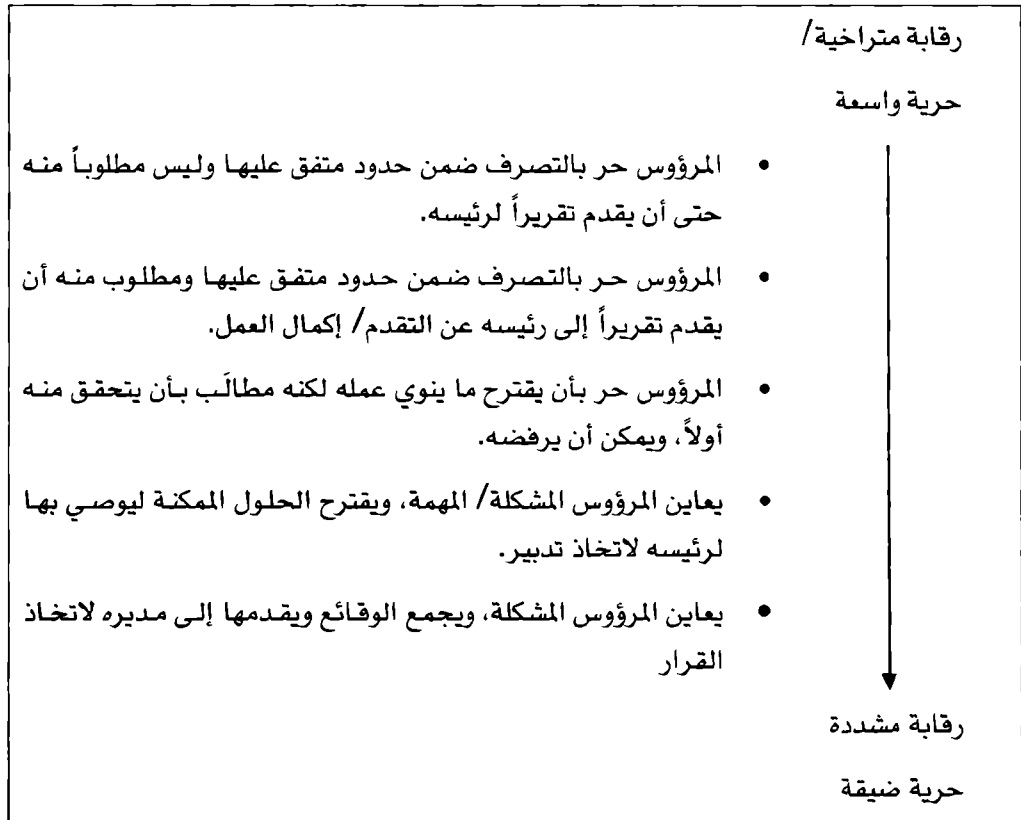 رقابة متراخية/
حرية واسعة
• المرؤوس حر بالتصرف ضمن حدود متفق عليها وليس مطلوباً منه
حتى أن يقدم تقريراً لرئيسه.
• المرؤوس حر بالتصرف ضمن حدود متفق عليها ومطلوب منه أن
يقدم تقريراً إلى رئيسه عن التقدم/ إكمال العمل.
• المرؤوس حر بأن يقترح ما ينوي عمله لكنه مطالَب بأن يتحقق منه
أولاً، ويمكن أن يرفضه.
• يعاين المرؤوس المشكلة/ المهمة، ويقترح الحلول الممكنة ليوصي بها
لرئيسه لاتخاذ تدبير.
• يعاين المرؤوس المشكلة، ويجمع الوقائع ويقدمها إلى مديره لاتخاذ
القرار
رقابة مشددة
حرية ضيقة